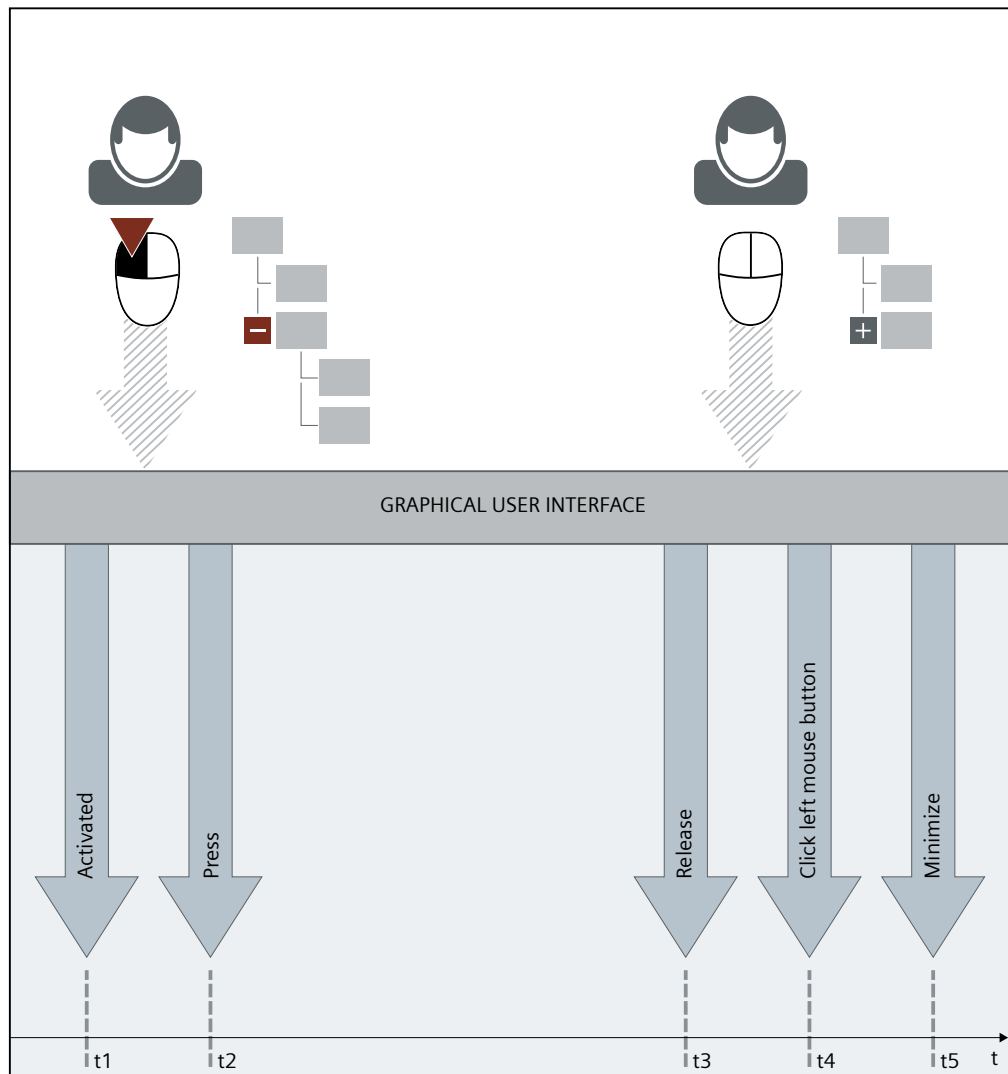 GRAPHICAL USER INTERFACE
Activated
Press
Release
Click left mouse button
Minimize
t1
t2
t3
t4
t5
t